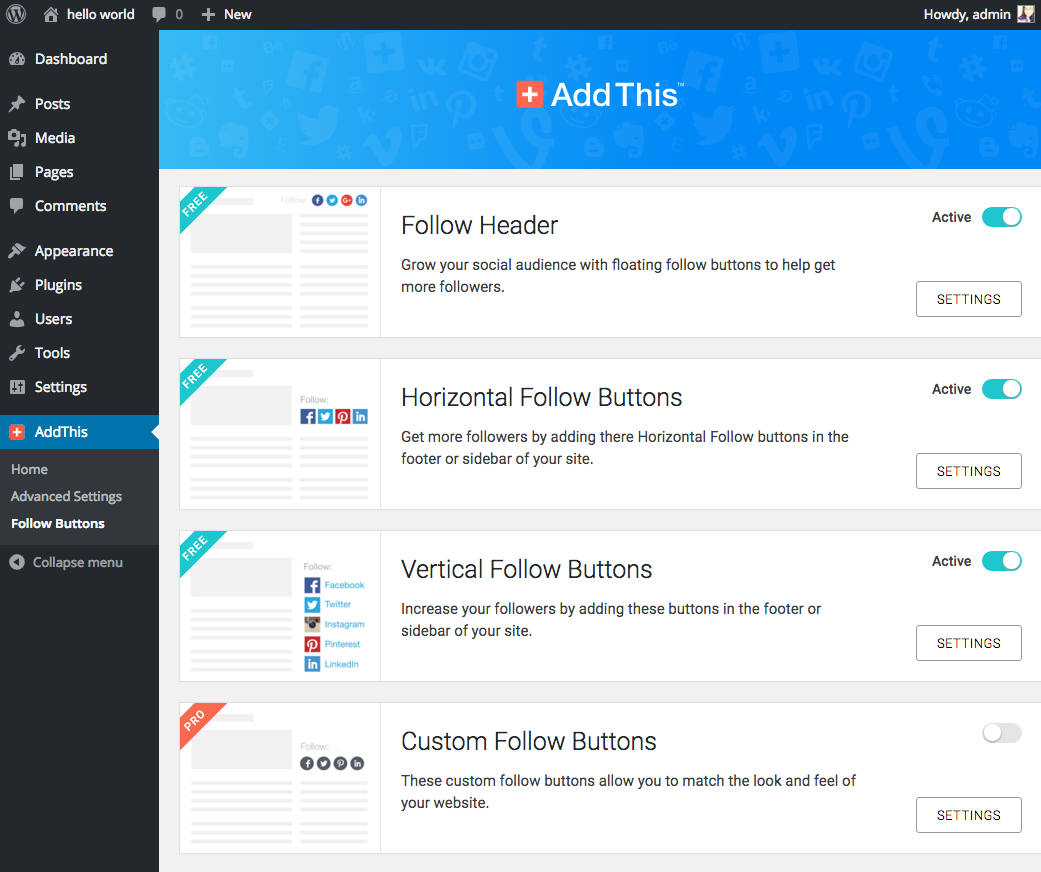 hello world
0
New
Howdy, admin
Dashboard
Posts
Media
Pages
Comments
Appearance
Plugins
Users
Tools
Settings
AddThis
Home
Advanced Settings
Follow Buttons
Collapse menu
AddThis™
FREE
Follow:
Follow Header
Grow your social audience with floating follow buttons to help get
more followers.
Active
SETTINGS
FREE
Follow:
Horizontal Follow Buttons
Get more followers by adding there Horizontal Follow buttons in the
footer or sidebar of your site.
Active
SETTINGS
FREE
Follow:
Facebook
Twitter
Instagram
Pinterest
LinkedIn
Vertical Follow Buttons
Increase your followers by adding these buttons in the footer or
sidebar of your site.
Active
SETTINGS
PRO
Follow:
Custom Follow Buttons
These custom follow buttons allow you to match the look and feel of
your website.
SETTINGS